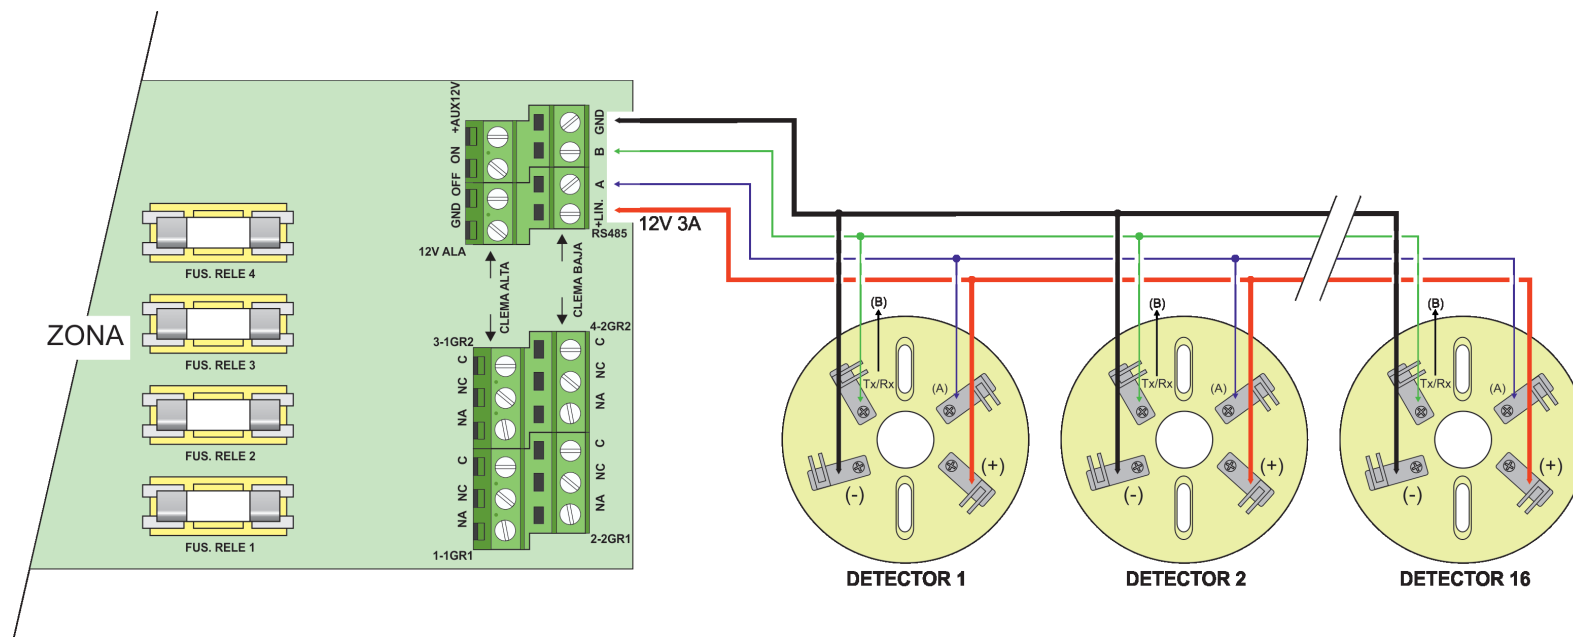 ZONA
FUS. RELE 4
FUS. RELE 3
FUS. RELE 2
FUS. RELE 1
+AUX12V
ON
OFF
GND
12V ALA
GND
B
A
+LIN.
RS485
12V 3A
CLEMA ALTA
CLEMA BAJA
3-1GR2
C
NC
NA
C
NC
NA
1-1GR1
4-2GR2
C
NC
NA
C
NC
NA
2-2GR1
(B)
Tx/Rx
(A)
(-)
(+)
DETECTOR 1
(B)
Tx/Rx
(A)
(-)
(+)
DETECTOR 2
(B)
Tx/Rx
(A)
(-)
(+)
DETECTOR 16